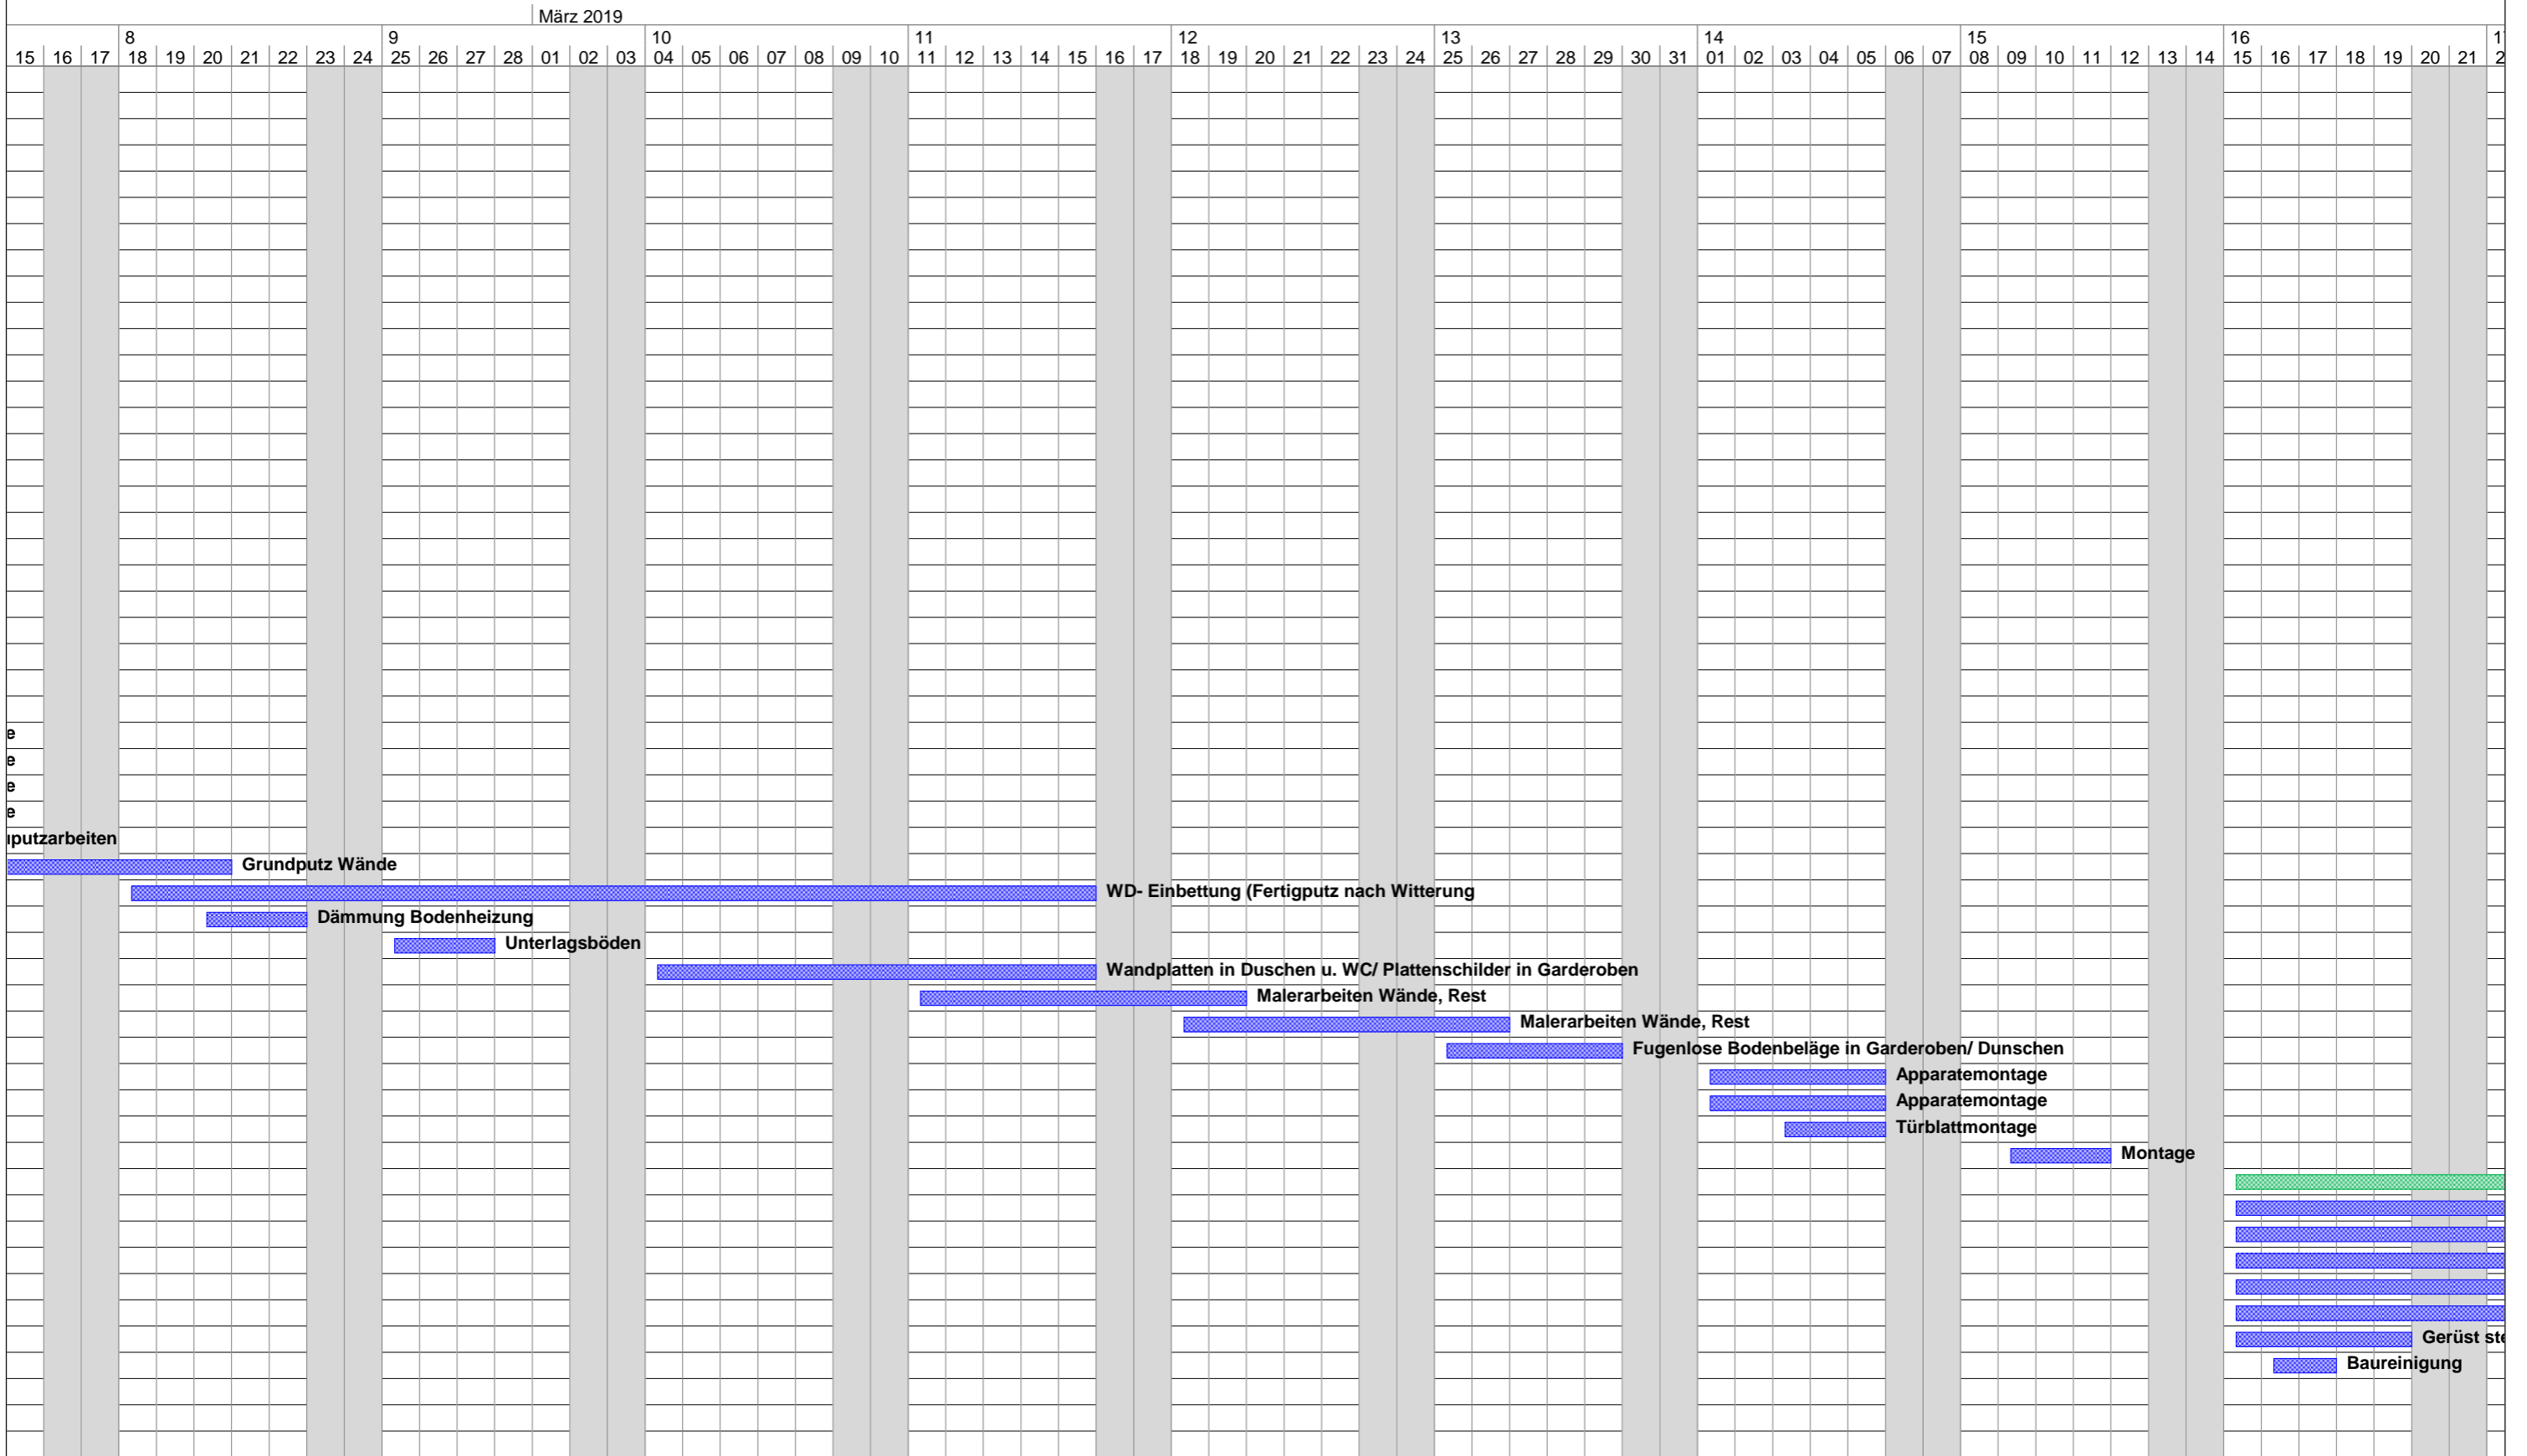 März 2019
8 9 10 11 12 13 14 15 16
15 16 17 18 19 20 21 22 23 24 25 26 27 28 01 02 03 04 05 06 07 08 09 10 11 12 13 14 15 16 17 18 19 20 21 22 23 24 25 26 27 28 29 30 31 01 02 03 04 05 06 07 08 09 10 11 12 13 14 15 16 17 18 19 20 21 2
e
e
e
e
putzarbeiten
Grundputz Wände
WD- Einbettung (Fertigputz nach Witterung
Dämmung Bodenheizung
Unterlagsböden
Wandplatten in Duschen u. WC/ Plattenschilder in Garderoben
Malerarbeiten Wände, Rest
Malerarbeiten Wände, Rest
Fugenlose Bodenbeläge in Garderoben/ Dunschen
Apparatemontage
Apparatemontage
Türblattmontage
Montage
Gerüst ste
Baureinigung